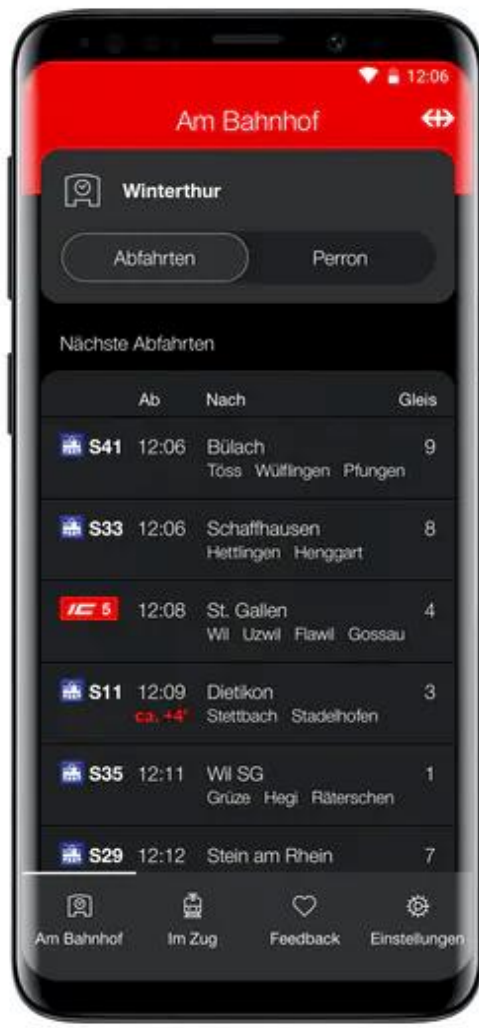 12:06
Am Bahnhof
Winterthur
Abfahrten Perron
Nächste Abfahrten
Ab Nach Gleis
S41 12:06 Bülach 9
Töss Wülflingen Pfungen
S33 12:06 Schaffhausen 8
Hettlingen Henggart
IC 5 12:08 St. Gallen 4
Wil Uzwil Flawil Gossau
S11 12:09 Dietikon 3
ca. +4' Stettbach Stadelhofen
S35 12:11 Wil SG 1
Grüze Hegi Räterschen
S29 12:12 Stein am Rhein 7
Am Bahnhof Im Zug Feedback Einstellungen